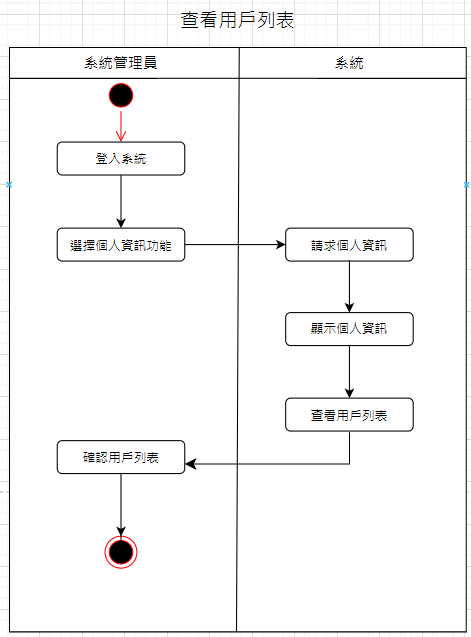 查看用戶列表
系統管理員
系統
登入系統
選擇個人資訊功能
請求個人資訊
顯示個人資訊
查看用戶列表
確認用戶列表